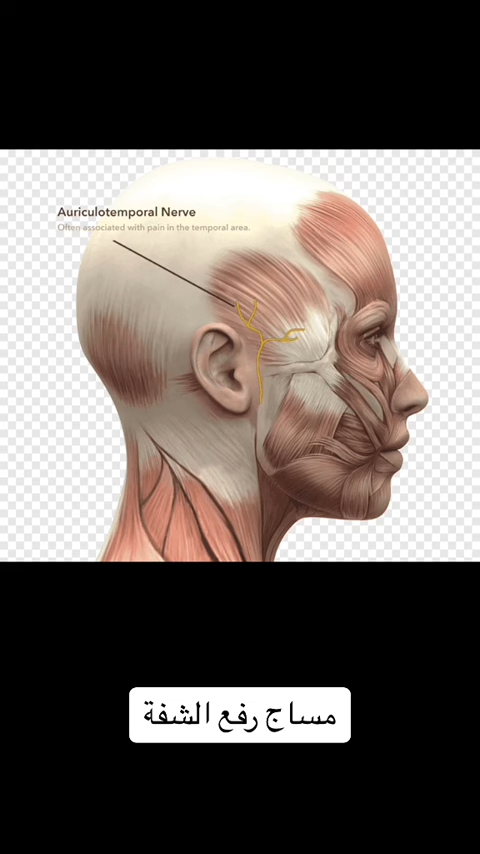 Auriculotemporal Nerve
Often associated with pain in the temporal area.
مساج رفع الشفة